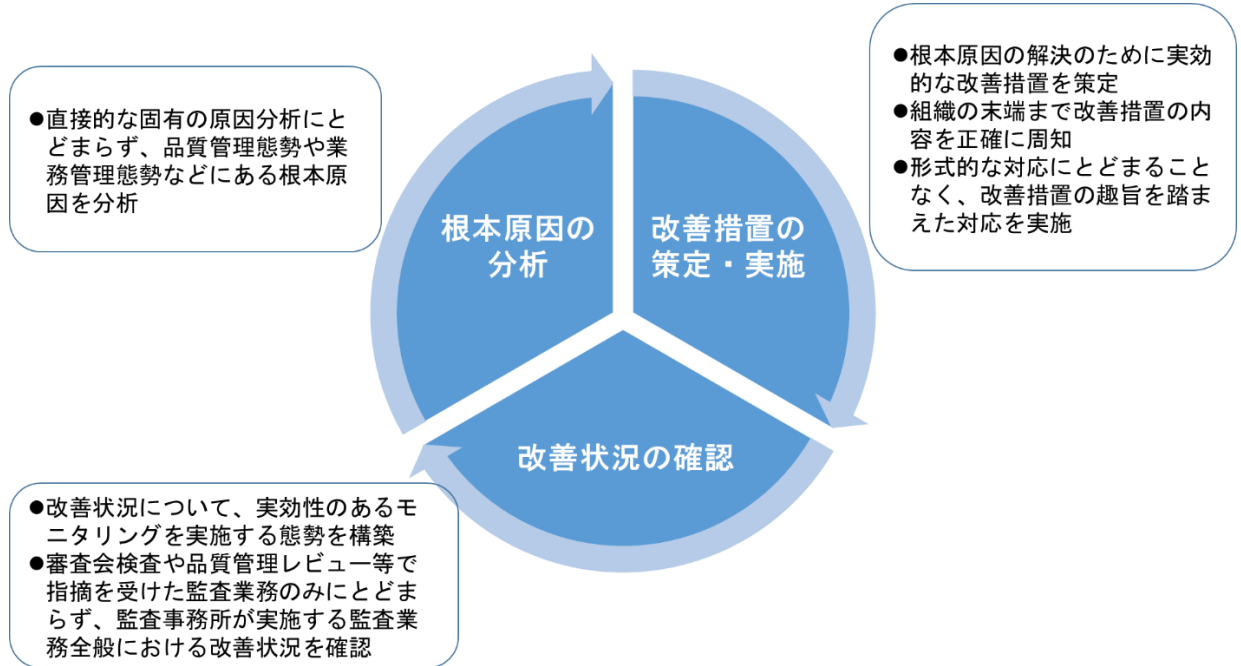 ●直接的な固有の原因分析にと
どまらず、品質管理態勢や業
務管理態勢などにある根本原
因を分析
根本原因の
分析
改善措置の
策定・実施
●根本原因の解決のために実効
的な改善措置を策定
●組織の末端まで改善措置の内
容を正確に周知
●形式的な対応にとどまること
なく、改善措置の趣旨を踏ま
えた対応を実施
改善状況の確認
●改善状況について、実効性のあるモ
ニタリングを実施する態勢を構築
●審査会検査や品質管理レビュー等で
指摘を受けた監査業務のみにとどま
らず、監査事務所が実施する監査業
務全般における改善状況を確認